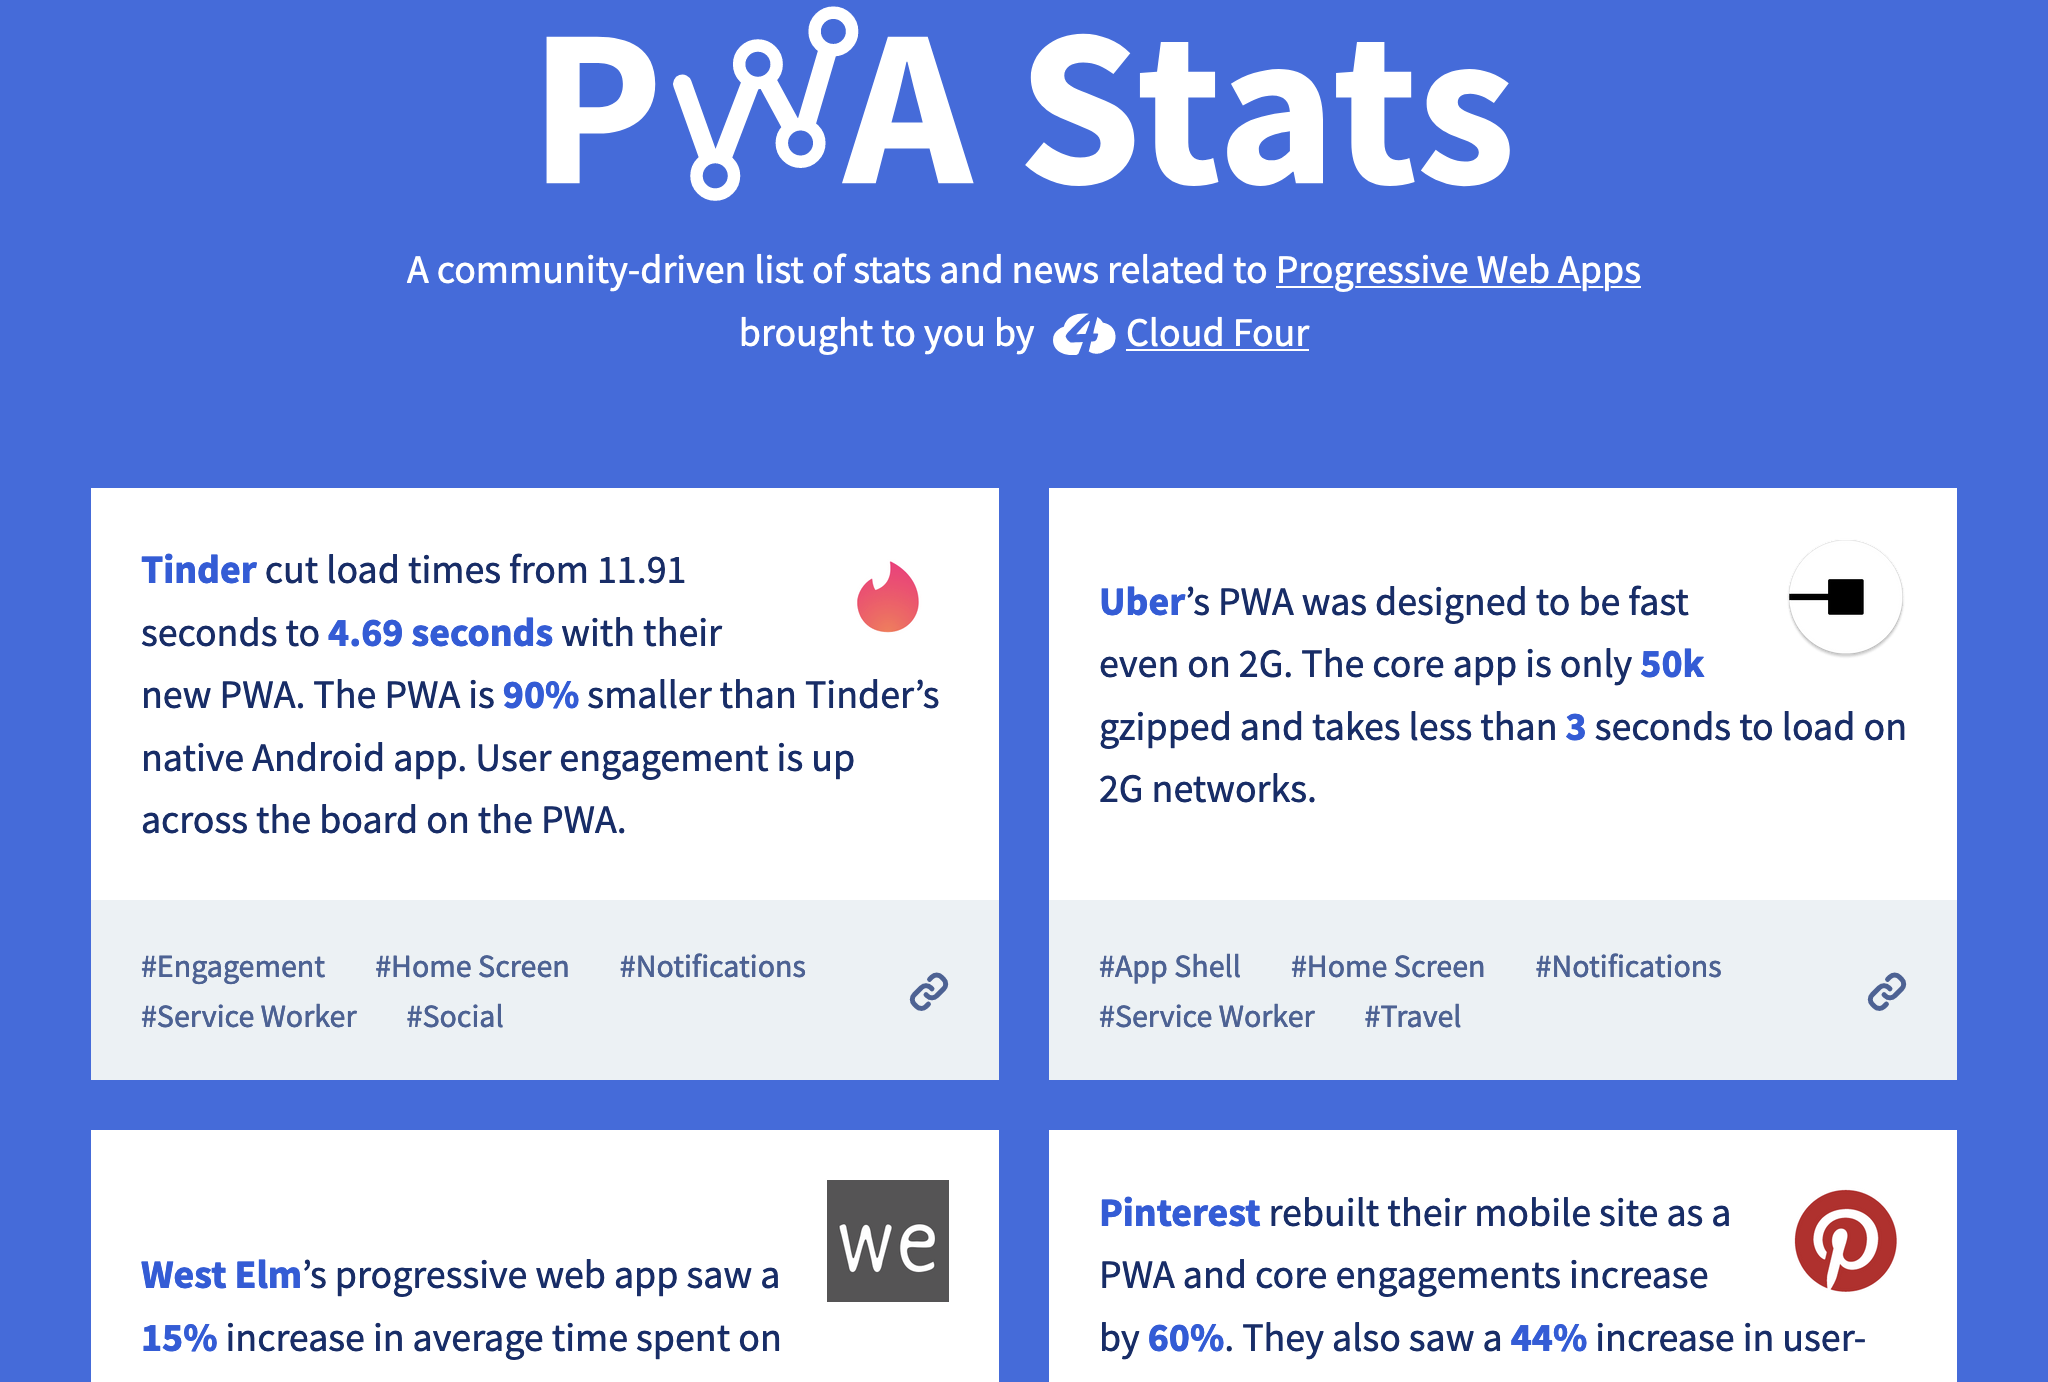 PWA Stats
A community-driven list of stats and news related to Progressive Web Apps
brought to you by 4 Cloud Four
Tinder cut load times from 11.91
seconds to 4.69 seconds with their
new PWA. The PWA is 90% smaller than Tinder’s
native Android app. User engagement is up
across the board on the PWA.
#Engagement #Home Screen #Notifications
#Service Worker #Social
Uber’s PWA was designed to be fast
even on 2G. The core app is only 50k
gzipped and takes less than 3 seconds to load on
2G networks.
#App Shell #Home Screen #Notifications
#Service Worker #Travel
we
West Elm’s progressive web app saw a
15% increase in average time spent on
Pinterest rebuilt their mobile site as a
PWA and core engagements increase
by 60%. They also saw a 44% increase in user-